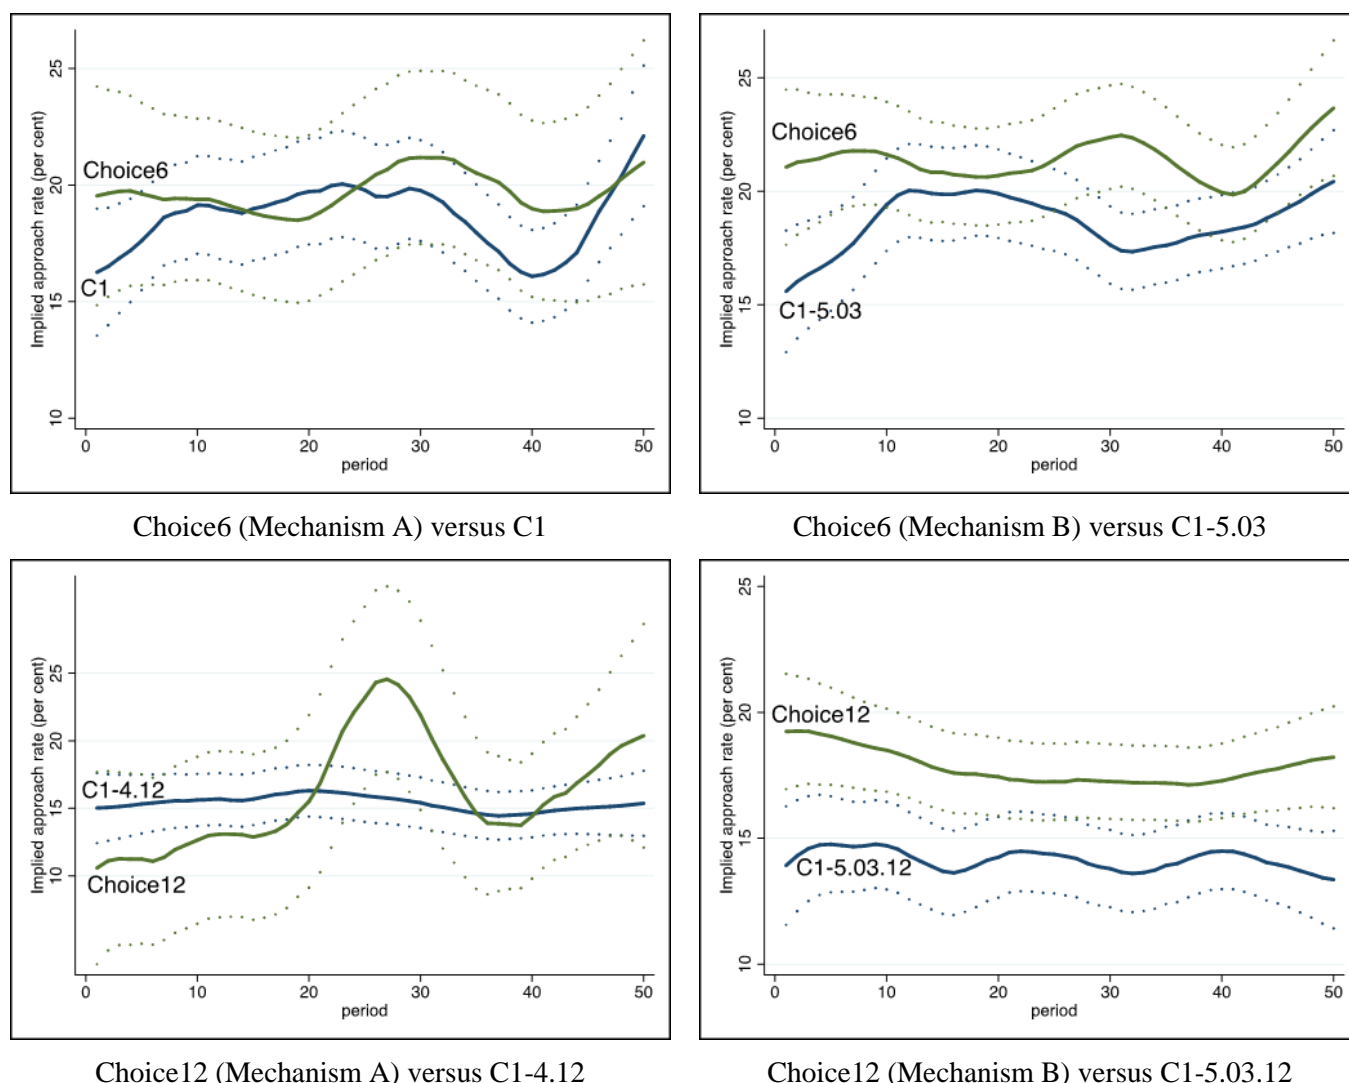 Implied approach rate (per cent)
25
20
15
10
Choice6
C1
0 10 20 30 40 50
period
Choice6 (Mechanism A) versus C1
Implied approach rate (per cent)
25
20
15
10
Choice6
C1-5.03
0 10 20 30 40 50
period
Choice6 (Mechanism B) versus C1-5.03
Implied approach rate (per cent)
25
20
15
10
C1-4.12
Choice12
0 10 20 30 40 50
period
Choice12 (Mechanism A) versus C1-4.12
Implied approach rate (per cent)
25
20
15
10
Choice12
C1-5.03.12
0 10 20 30 40 50
period
Choice12 (Mechanism B) versus C1-5.03.12